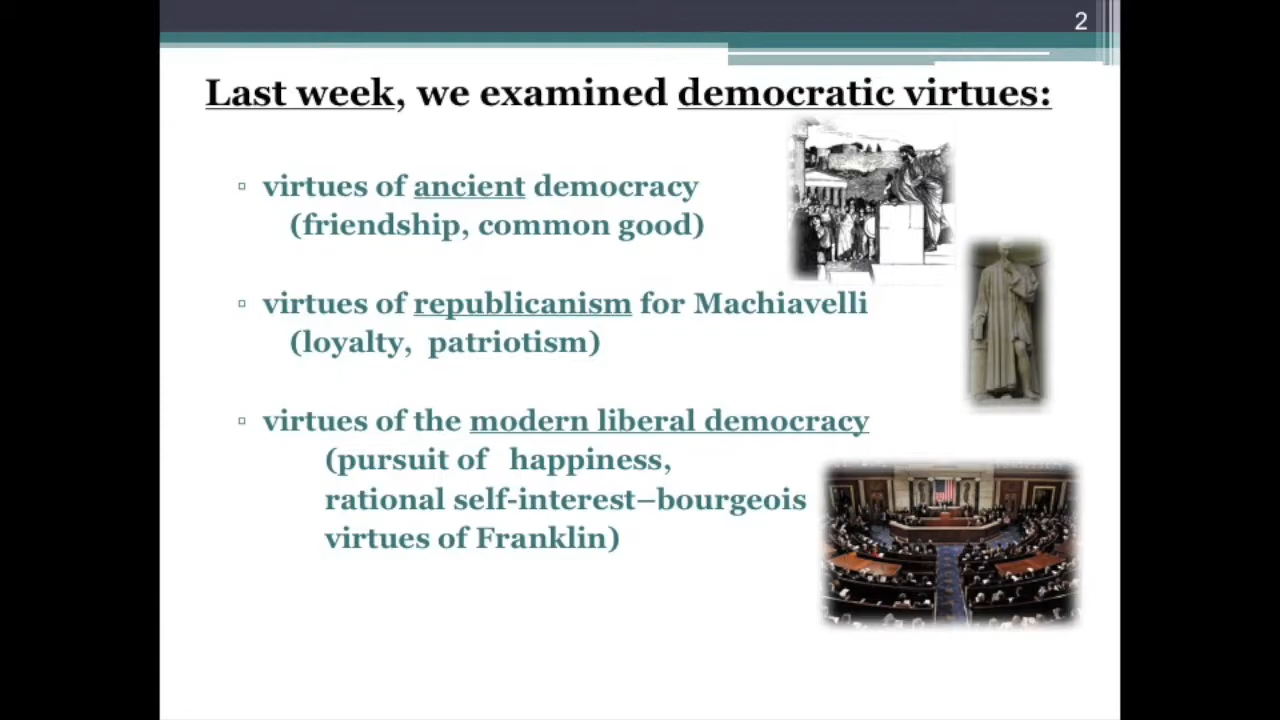 2
Last week, we examined democratic virtues:
▫ virtues of ancient democracy
(friendship, common good)
▫ virtues of republicanism for Machiavelli
(loyalty, patriotism)
▫ virtues of the modern liberal democracy
(pursuit of happiness,
rational self-interest–bourgeois
virtues of Franklin)